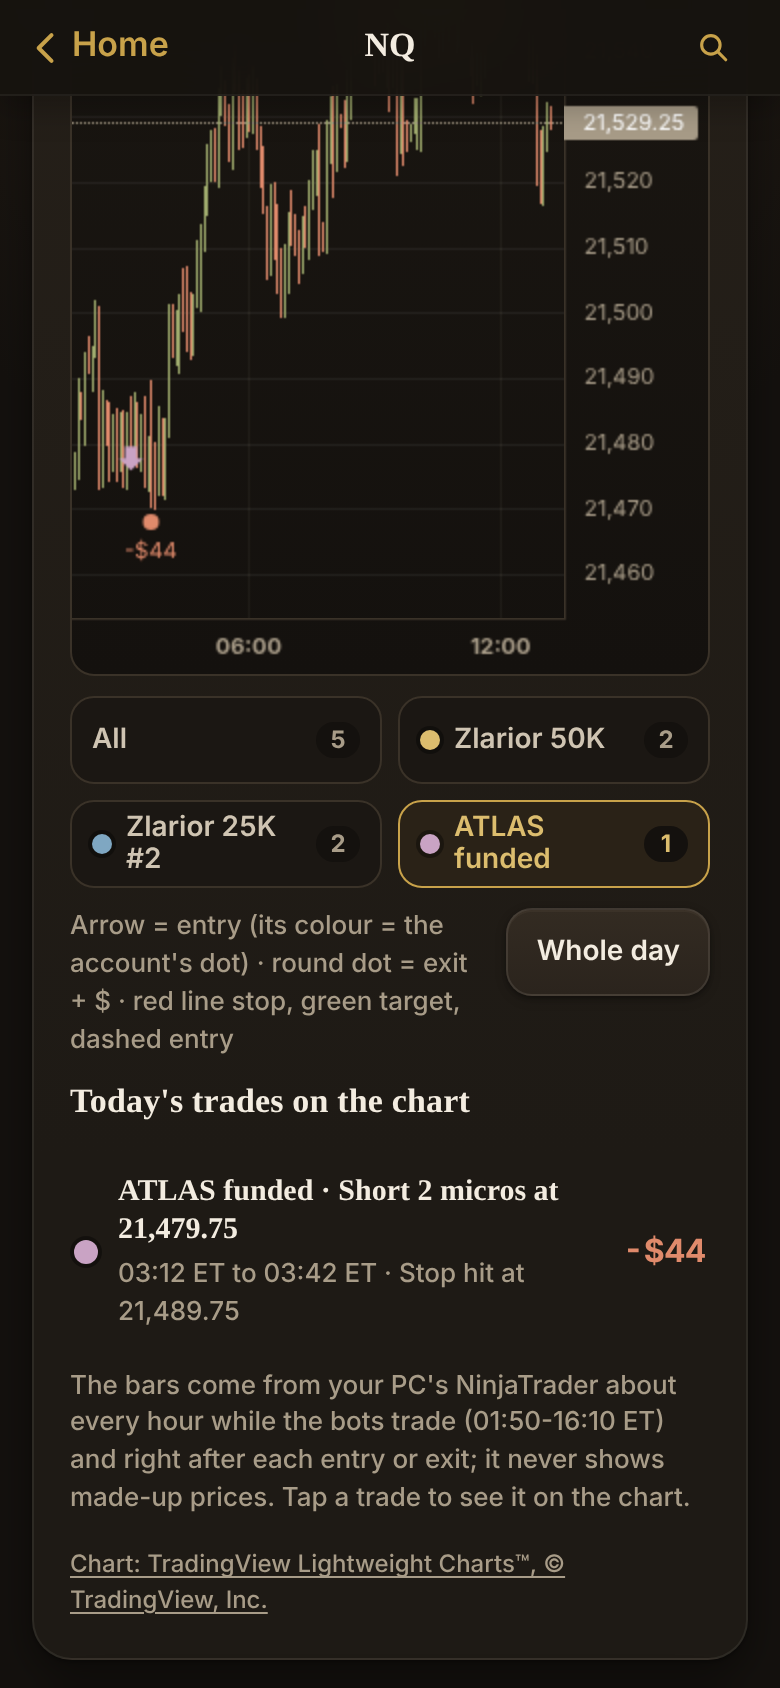 Home
NQ
21,529.25
21,520
21,510
21,500
21,490
21,480
21,470
21,460
-$44
06:00
12:00
All
5
Zlarior 50K
2
Zlarior 25K
#2
2
ATLAS
funded
1
Arrow = entry (its colour = the
account's dot) · round dot = exit
+ $ · red line stop, green target,
dashed entry
Whole day
Today's trades on the chart
ATLAS funded · Short 2 micros at
21,479.75
03:12 ET to 03:42 ET · Stop hit at
21,489.75
-$44
The bars come from your PC's NinjaTrader about
every hour while the bots trade (01:50-16:10 ET)
and right after each entry or exit; it never shows
made-up prices. Tap a trade to see it on the chart.
Chart: TradingView Lightweight Charts™, ©
TradingView, Inc.